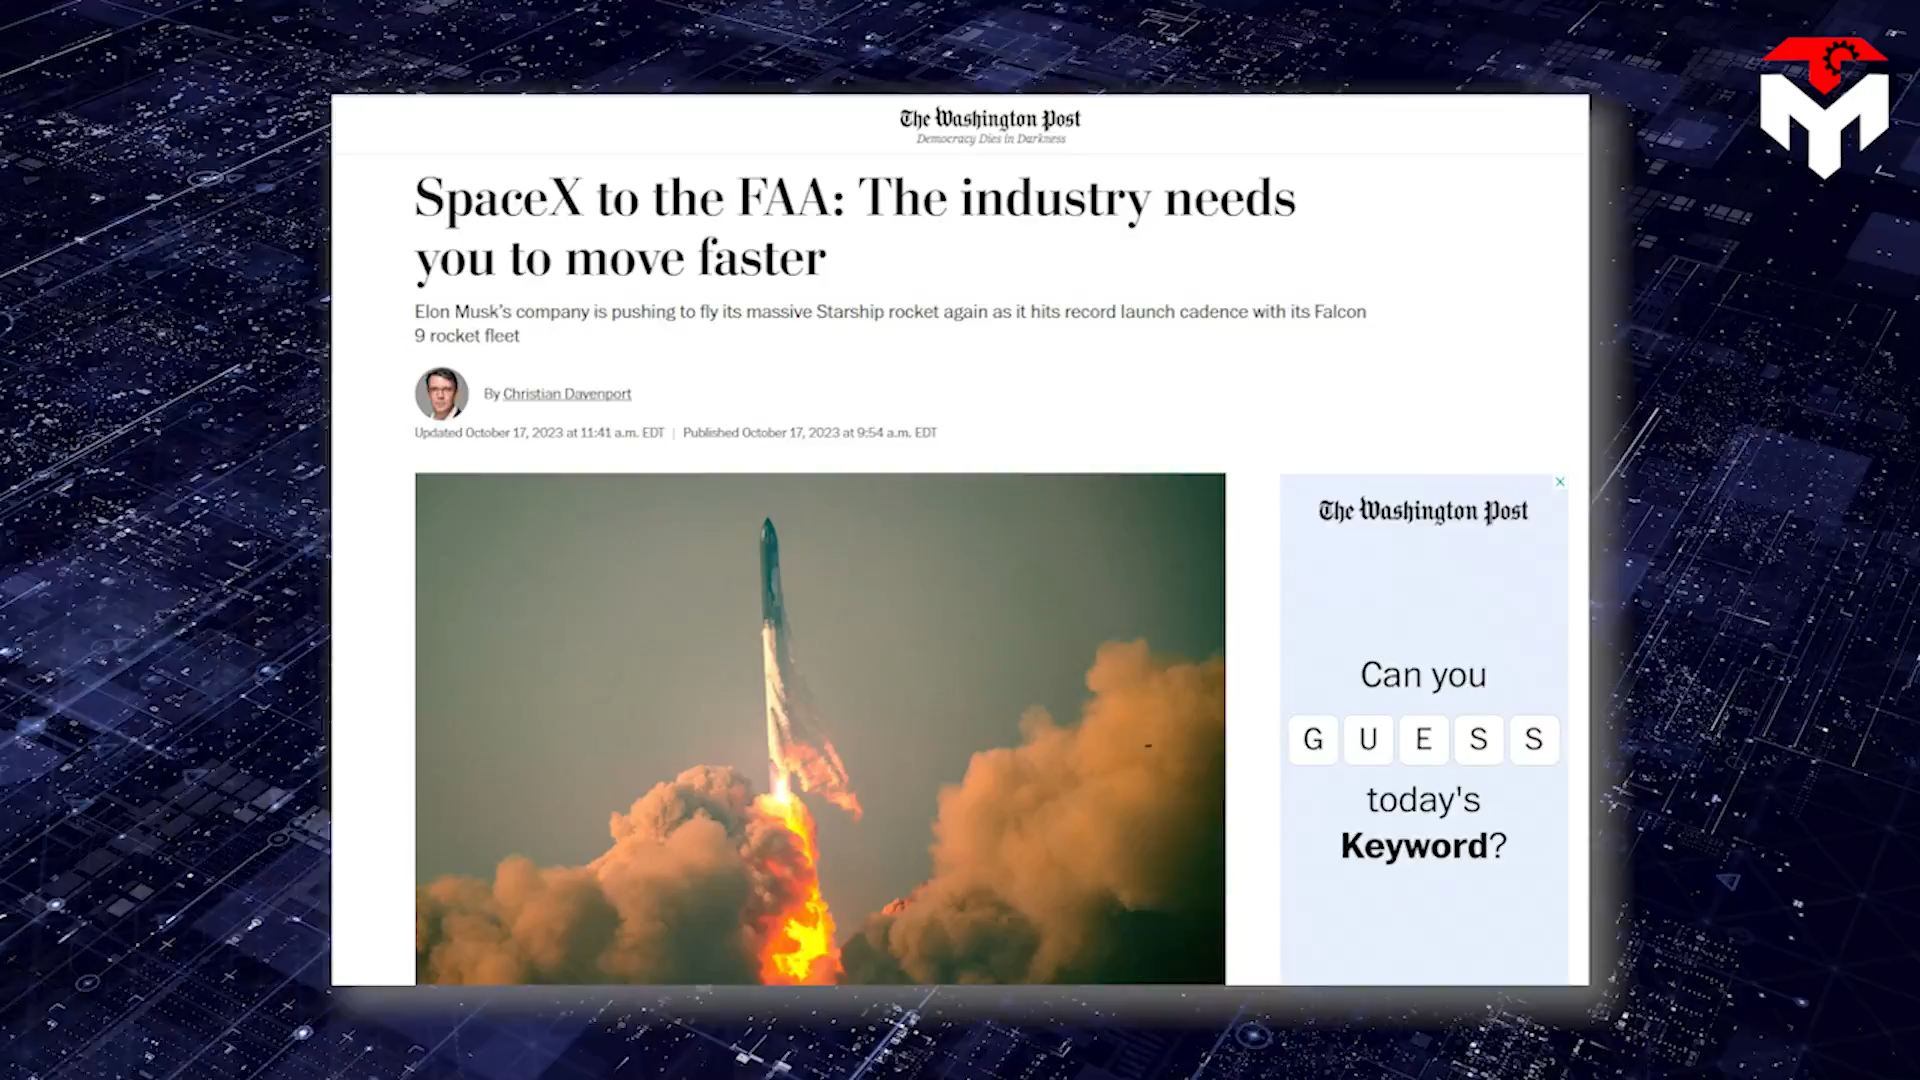 The Washington Post
Democracy Dies in Darkness
SpaceX to the FAA: The industry needs
you to move faster
Elon Musk's company is pushing to fly its massive Starship rocket again as it hits record launch cadence with its Falcon
9 rocket fleet
By Christian Davenport
Updated October 17, 2023 at 11:41 a.m. EDT | Published October 17, 2023 at 9:54 a.m. EDT
The Washington Post
Can you
G U E S S
today's
Keyword?